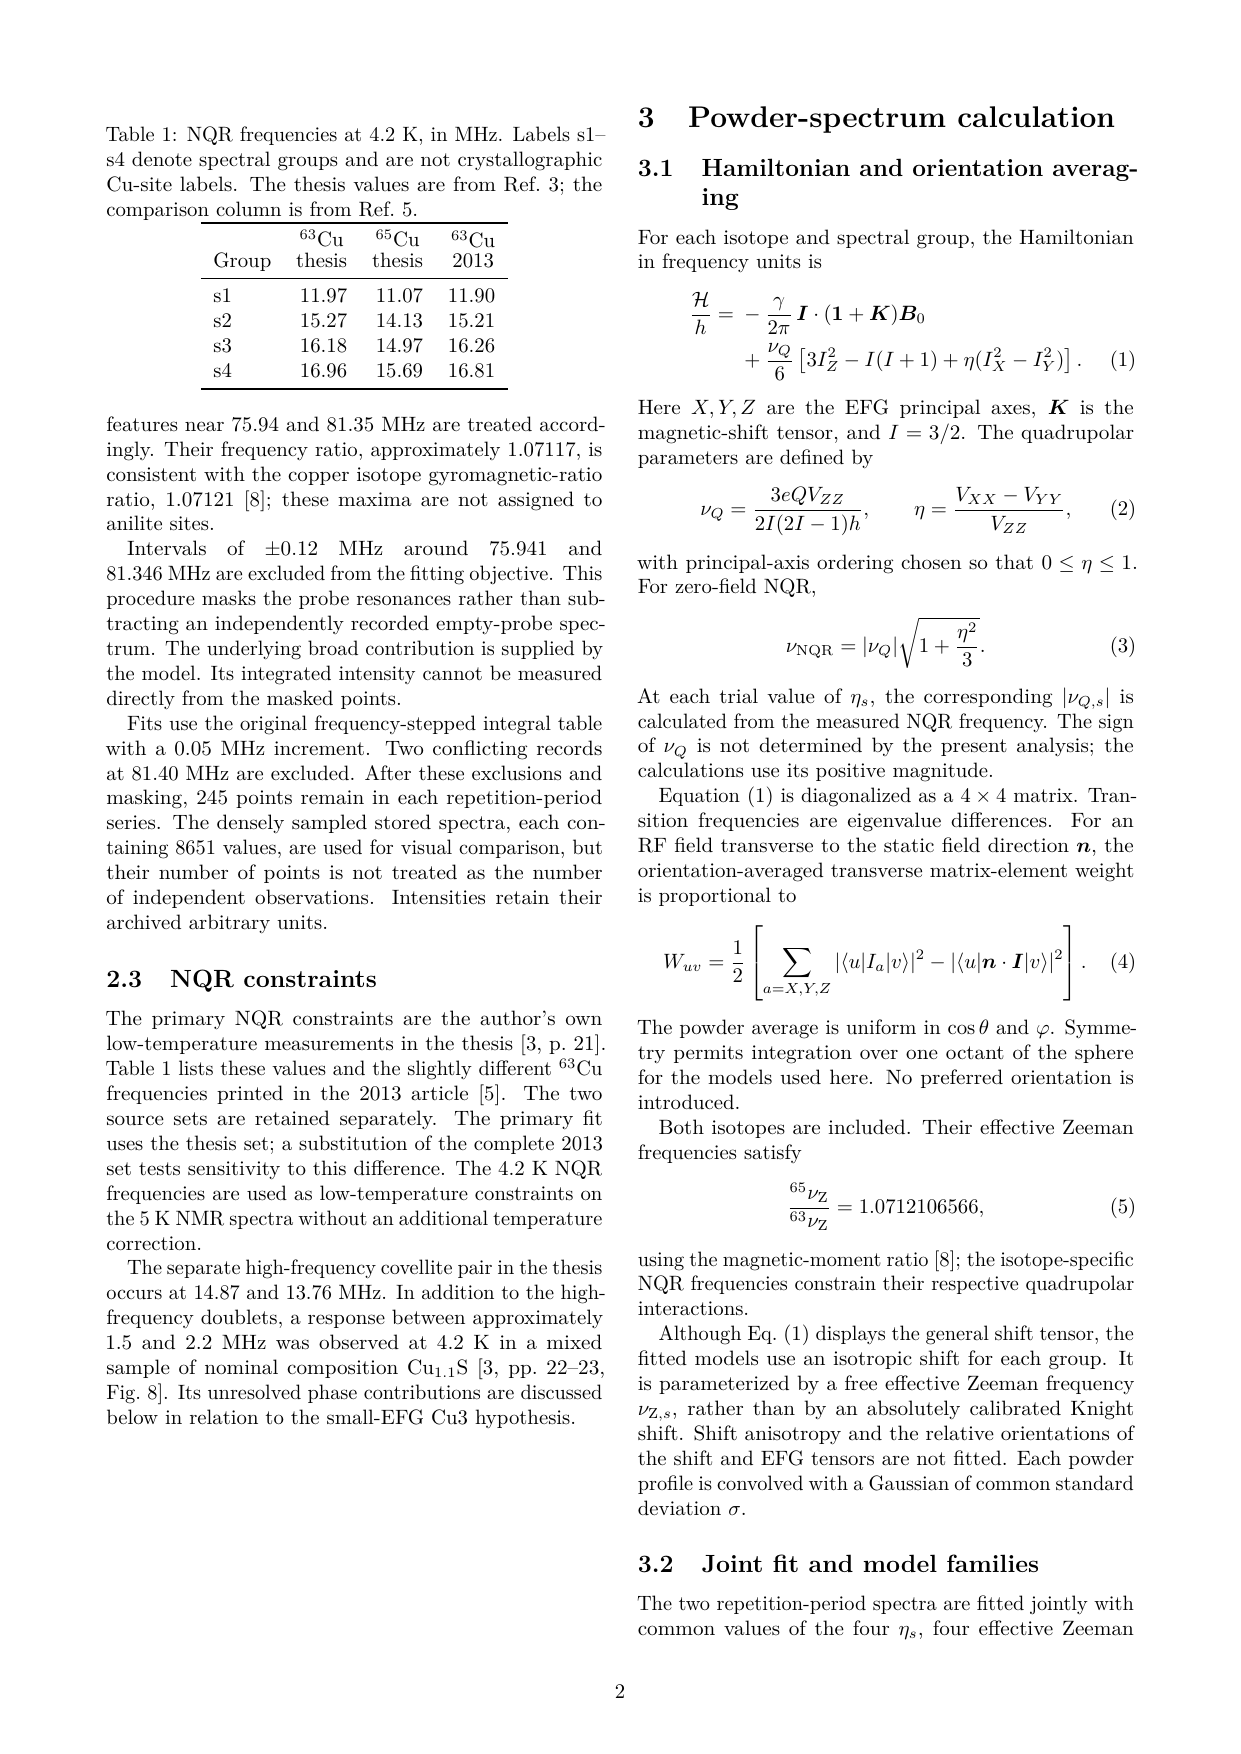 Table 1: NQR frequencies at 4.2 K, in MHz. Labels s1–
s4 denote spectral groups and are not crystallographic
Cu-site labels. The thesis values are from Ref. 3; the
comparison column is from Ref. 5.
⁶³Cu ⁶⁵Cu ⁶³Cu
Group thesis thesis 2013
s1 11.97 11.07 11.90
s2 15.27 14.13 15.21
s3 16.18 14.97 16.26
s4 16.96 15.69 16.81
features near 75.94 and 81.35 MHz are treated accord-
ingly. Their frequency ratio, approximately 1.07117, is
consistent with the copper isotope gyromagnetic-ratio
ratio, 1.07121 [8]; these maxima are not assigned to
anilite sites.
Intervals of ±0.12 MHz around 75.941 and
81.346 MHz are excluded from the fitting objective. This
procedure masks the probe resonances rather than sub-
tracting an independently recorded empty-probe spec-
trum. The underlying broad contribution is supplied by
the model. Its integrated intensity cannot be measured
directly from the masked points.
Fits use the original frequency-stepped integral table
with a 0.05 MHz increment. Two conflicting records
at 81.40 MHz are excluded. After these exclusions and
masking, 245 points remain in each repetition-period
series. The densely sampled stored spectra, each con-
taining 8651 values, are used for visual comparison, but
their number of points is not treated as the number
of independent observations. Intensities retain their
archived arbitrary units.
2.3 NQR constraints
The primary NQR constraints are the author's own
low-temperature measurements in the thesis [3, p. 21].
Table 1 lists these values and the slightly different ⁶³Cu
frequencies printed in the 2013 article [5]. The two
source sets are retained separately. The primary fit
uses the thesis set; a substitution of the complete 2013
set tests sensitivity to this difference. The 4.2 K NQR
frequencies are used as low-temperature constraints on
the 5 K NMR spectra without an additional temperature
correction.
The separate high-frequency covellite pair in the thesis
occurs at 14.87 and 13.76 MHz. In addition to the high-
frequency doublets, a response between approximately
1.5 and 2.2 MHz was observed at 4.2 K in a mixed
sample of nominal composition Cu₁.₁S [3, pp. 22–23,
Fig. 8]. Its unresolved phase contributions are discussed
below in relation to the small-EFG Cu3 hypothesis.
3 Powder-spectrum calculation
3.1 Hamiltonian and orientation averag-
ing
For each isotope and spectral group, the Hamiltonian
in frequency units is
ℋ/h = − γ/2π I · (1 + K)B₀
+ ν_Q/6 [3I_Z² − I(I + 1) + η(I_X² − I_Y²)]. (1)
Here X, Y, Z are the EFG principal axes, K is the
magnetic-shift tensor, and I = 3/2. The quadrupolar
parameters are defined by
ν_Q = 3eQV_ZZ / 2I(2I − 1)h, η = V_XX − V_YY / V_ZZ, (2)
with principal-axis ordering chosen so that 0 ≤ η ≤ 1.
For zero-field NQR,
ν_NQR = |ν_Q|√(1 + η²/3). (3)
At each trial value of η_s, the corresponding |ν_Q,s| is
calculated from the measured NQR frequency. The sign
of ν_Q is not determined by the present analysis; the
calculations use its positive magnitude.
Equation (1) is diagonalized as a 4 × 4 matrix. Tran-
sition frequencies are eigenvalue differences. For an
RF field transverse to the static field direction n, the
orientation-averaged transverse matrix-element weight
is proportional to
W_uv = 1/2 [∑_{a=X,Y,Z} |⟨u|I_a|v⟩|² − |⟨u|n · I|v⟩|²]. (4)
The powder average is uniform in cos θ and φ. Symme-
try permits integration over one octant of the sphere
for the models used here. No preferred orientation is
introduced.
Both isotopes are included. Their effective Zeeman
frequencies satisfy
⁶⁵ν_Z/⁶³ν_Z = 1.0712106566, (5)
using the magnetic-moment ratio [8]; the isotope-specific
NQR frequencies constrain their respective quadrupolar
interactions.
Although Eq. (1) displays the general shift tensor, the
fitted models use an isotropic shift for each group. It
is parameterized by a free effective Zeeman frequency
ν_Z,s, rather than by an absolutely calibrated Knight
shift. Shift anisotropy and the relative orientations of
the shift and EFG tensors are not fitted. Each powder
profile is convolved with a Gaussian of common standard
deviation σ.
3.2 Joint fit and model families
The two repetition-period spectra are fitted jointly with
common values of the four η_s, four effective Zeeman
2